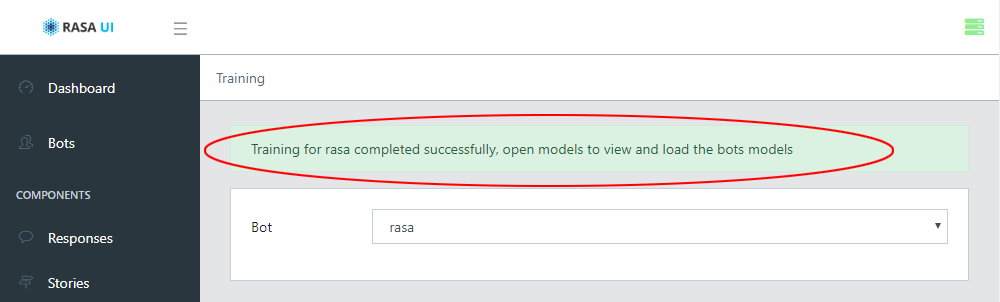 RASA UI
Dashboard
Bots
COMPONENTS
Responses
Stories
Training
Training for rasa completed successfully, open models to view and load the bots models
Bot
rasa